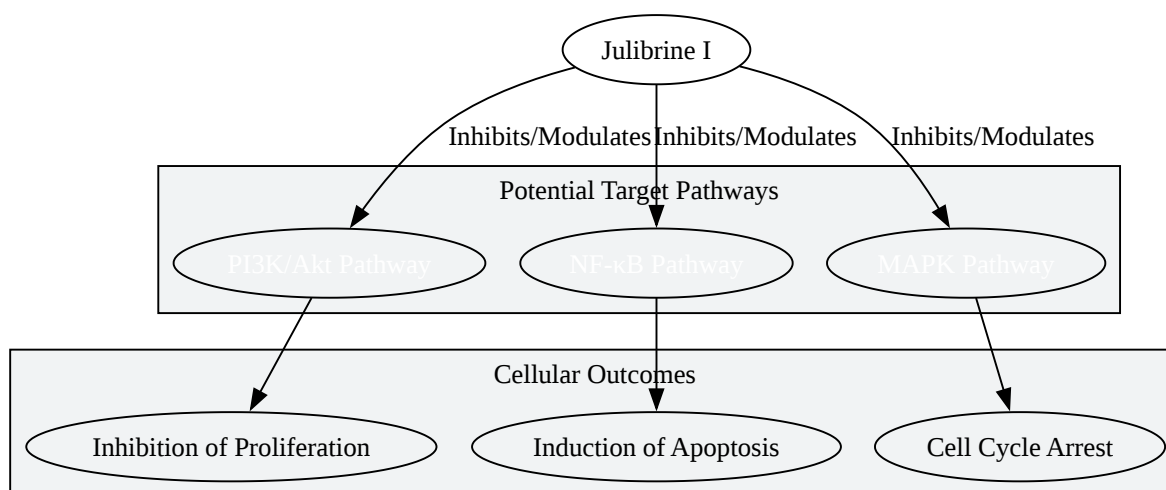 Julibrine I
Inhibits/Modulates Inhibits/Modulates Inhibits/Modulates
Potential Target Pathways
PI3K/Akt Pathway NF-κB Pathway MAPK Pathway
Cellular Outcomes
Inhibition of Proliferation Induction of Apoptosis Cell Cycle Arrest